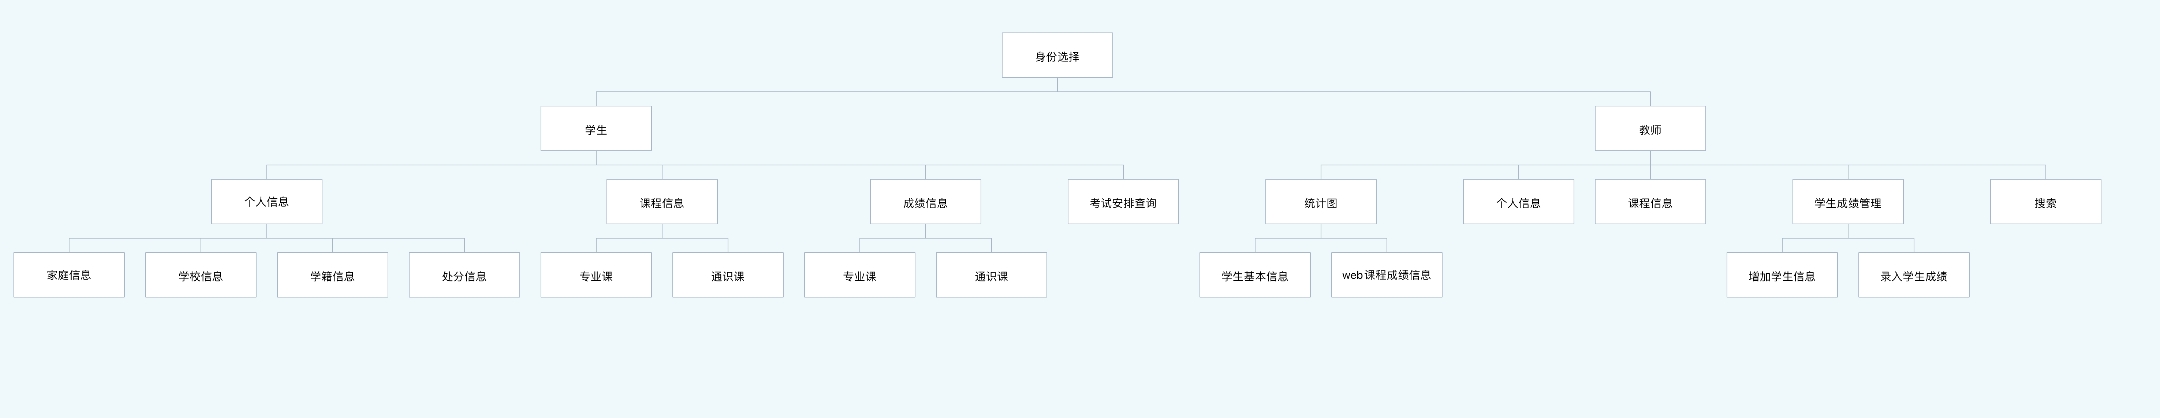 身份选择
学生
教师
个人信息
课程信息
成绩信息
考试安排查询
统计图
个人信息
课程信息
学生成绩管理
搜索
家庭信息
学校信息
学籍信息
处分信息
专业课
通识课
专业课
通识课
学生基本信息
web课程成绩信息
增加学生信息
录入学生成绩